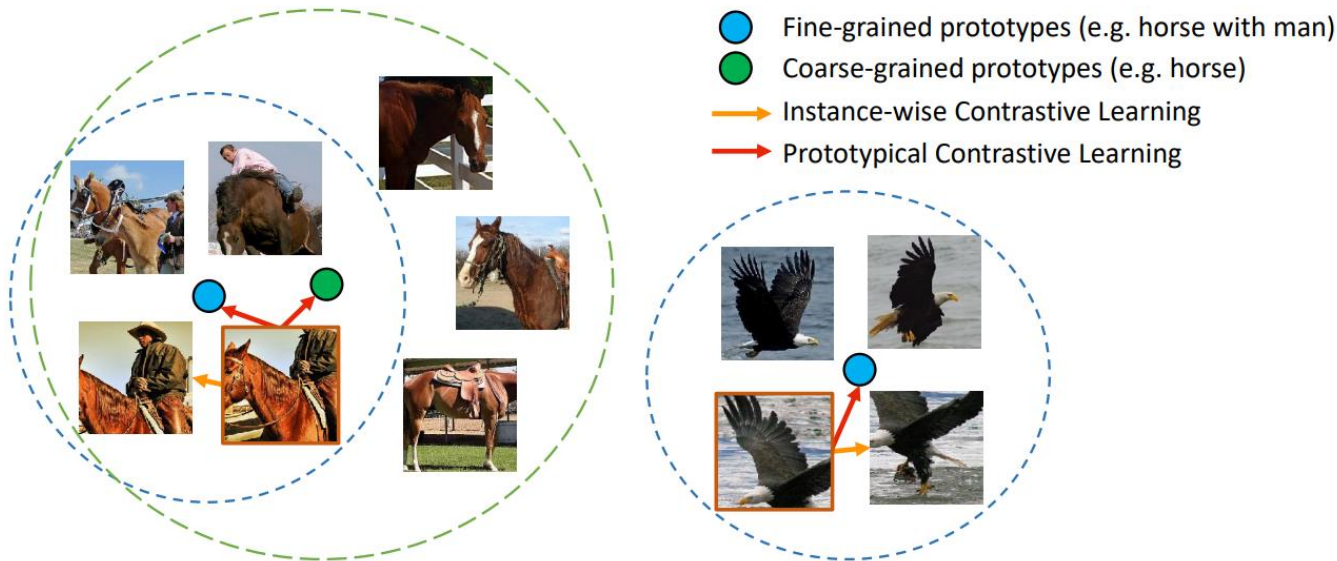 Fine-grained prototypes (e.g. horse with man)
Coarse-grained prototypes (e.g. horse)
Instance-wise Contrastive Learning
Prototypical Contrastive Learning